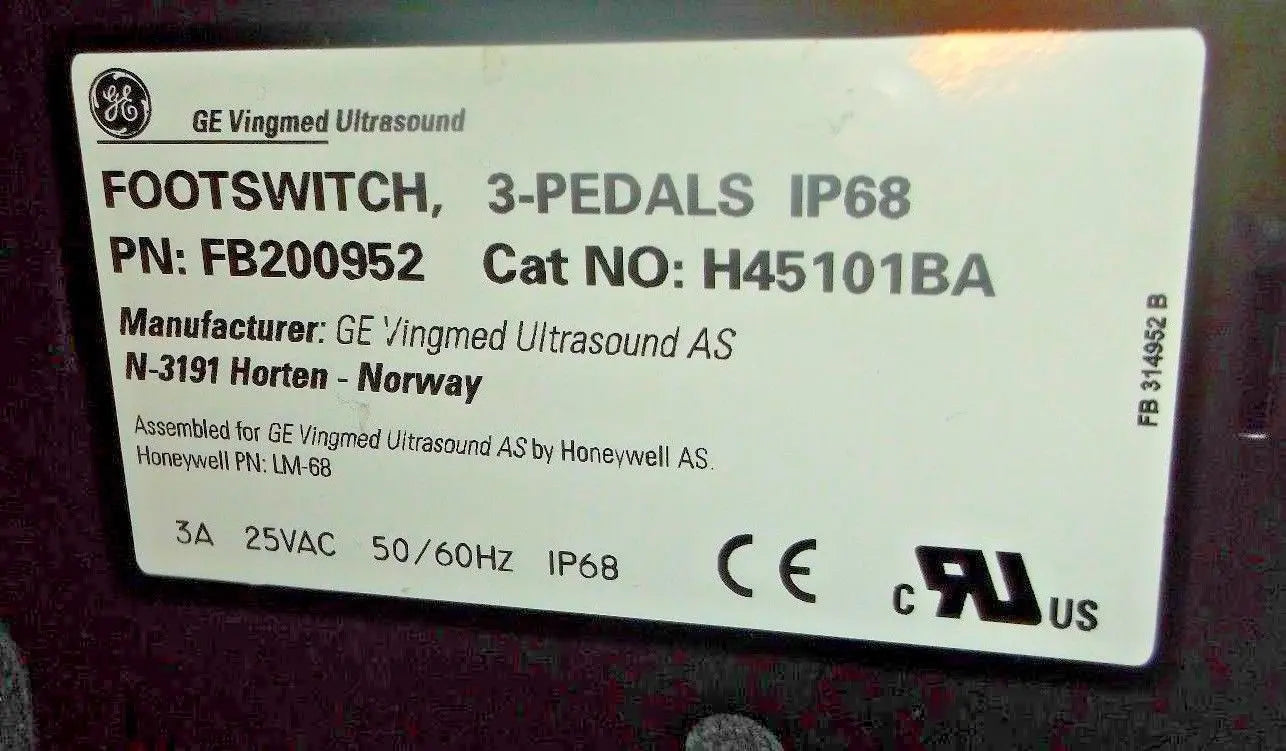 GE
GE Vingmed Ultrasound
FOOTSWITCH, 3-PEDALS IP68
PN: FB200952 Cat NO: H45101BA
Manufacturer: GE Vingmed Ultrasound AS
N-3191 Horten - Norway
Assembled for GE Vingmed Ultrasound AS by Honeywell AS.
Honeywell PN: LM-68
3A 25VAC 50/60Hz IP68 CE c RU US
FB 314952 B